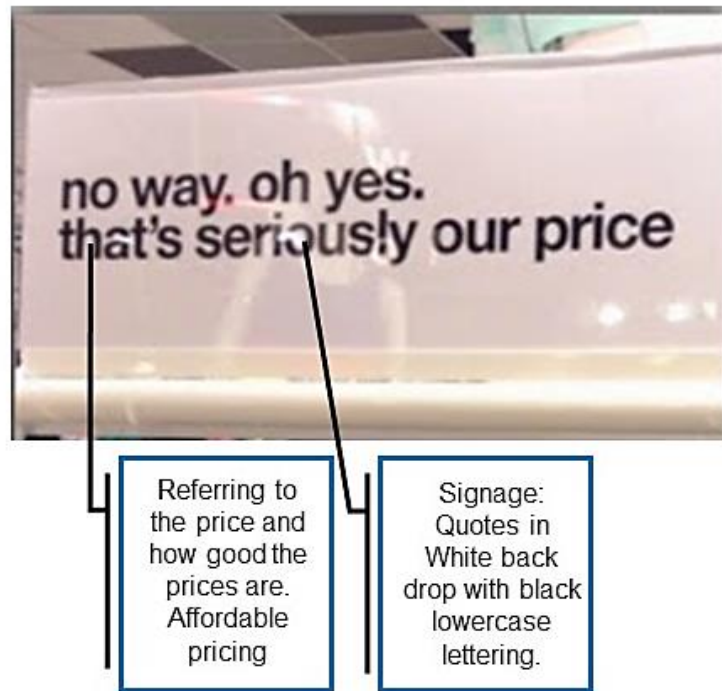 no way. oh yes.
that's seriously our price
Referring to
the price and
how good the
prices are.
Affordable
pricing
Signage:
Quotes in
White back
drop with black
lowercase
lettering.